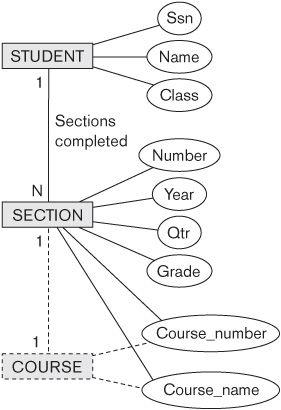 Ssn
STUDENT
Name
1
Class
Sections
completed
Number
N
Year
SECTION
1
Qtr
Grade
1
Course_number
COURSE
Course_name